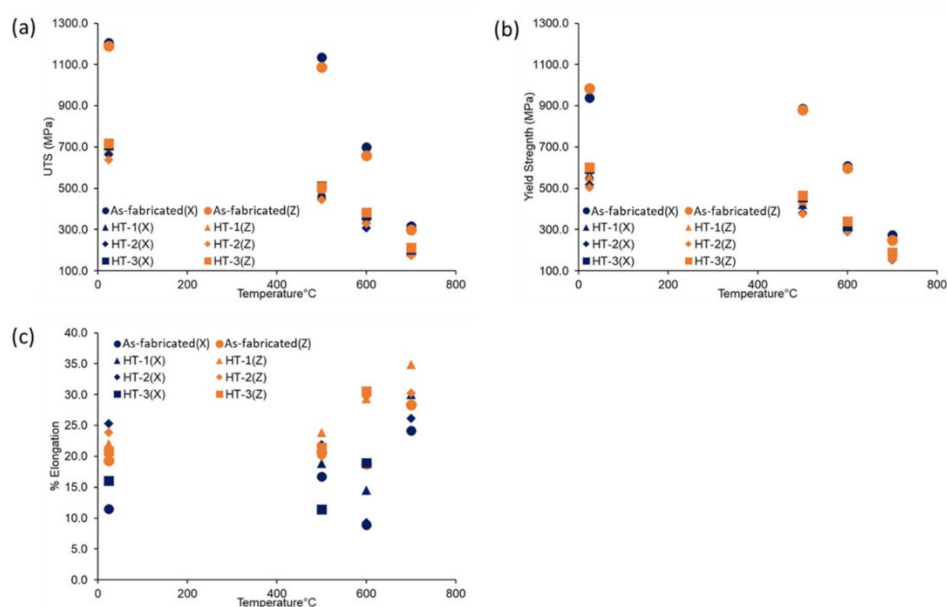 (a)
1300.0
1100.0
900.0
700.0
500.0
300.0
100.0
UTS (MPa)
As-fabricated(X) As-fabricated(Z)
HT-1(X) HT-1(Z)
HT-2(X) HT-2(Z)
HT-3(X) HT-3(Z)
0 200 400 600 800
Temperature°C
(b)
1300.0
1100.0
900.0
700.0
500.0
300.0
100.0
Yield Stregnth (MPa)
As-fabricated(X) As-fabricated(Z)
HT-1(X) HT-1(Z)
HT-2(X) HT-2(Z)
HT-3(X) HT-3(Z)
0 200 400 600 800
Temperature°C
(c)
40.0
35.0
30.0
25.0
20.0
15.0
10.0
5.0
0.0
% Elongation
As-fabricated(X) As-fabricated(Z)
HT-1(X) HT-1(Z)
HT-2(X) HT-2(Z)
HT-3(X) HT-3(Z)
0 200 400 600 800
Temperature°C